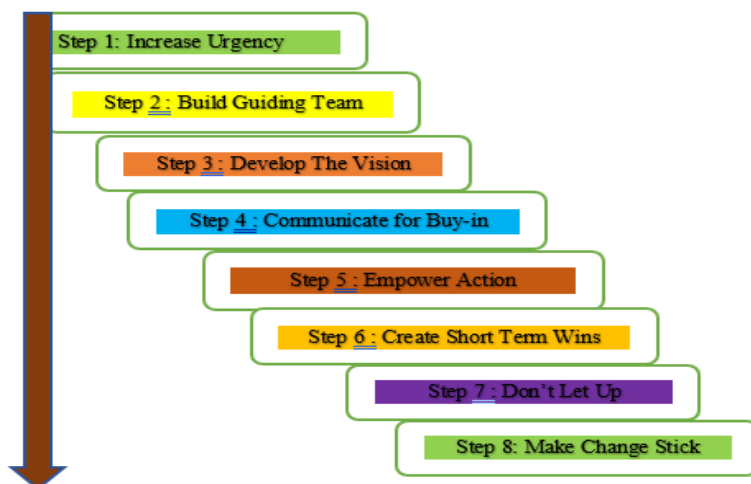 Step 1: Increase Urgency
Step 2 : Build Guiding Team
Step 3 : Develop The Vision
Step 4 : Communicate for Buy-in
Step 5 : Empower Action
Step 6 : Create Short Term Wins
Step 7 : Don’t Let Up
Step 8: Make Change Stick